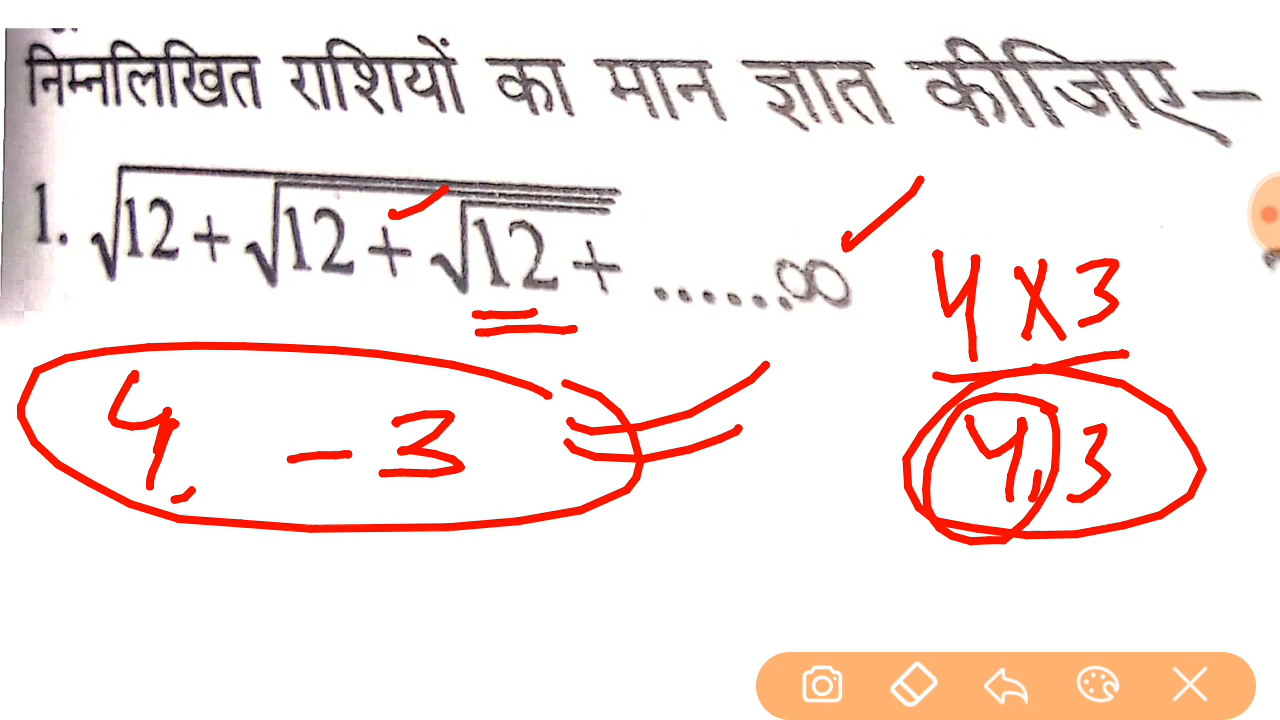 निम्नलिखित राशियों का मान ज्ञात कीजिए—
1. √12 + √12 + √12 + ......∞
4 x 3
4, - 3
4, 3